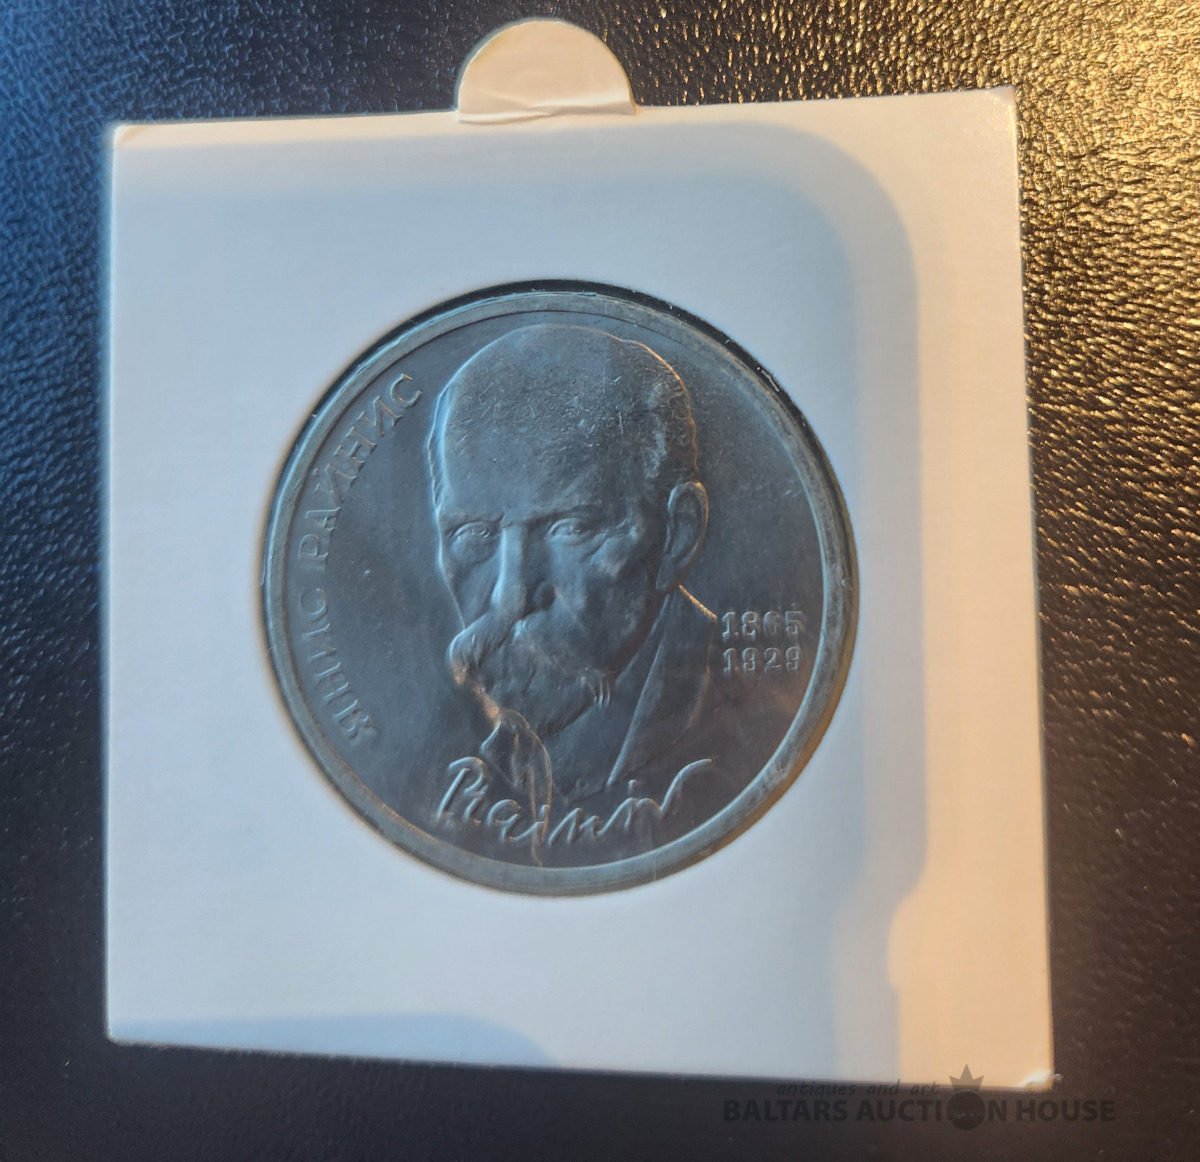 ЯНИС РАЙНИС
1865
1929
Rainis
antiques and art
BALTARS AUCTION HOUSE